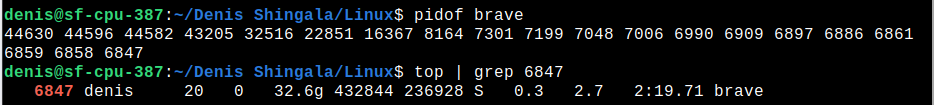 denis@sf-cpu-387:~/Denis Shingala/Linux$ pidof brave
44630 44596 44582 43205 32516 22851 16367 8164 7301 7199 7048 7006 6990 6909 6897 6886 6861
6859 6858 6847
denis@sf-cpu-387:~/Denis Shingala/Linux$ top | grep 6847
6847 denis 20 0 32.6g 432844 236928 S 0.3 2.7 2:19.71 brave